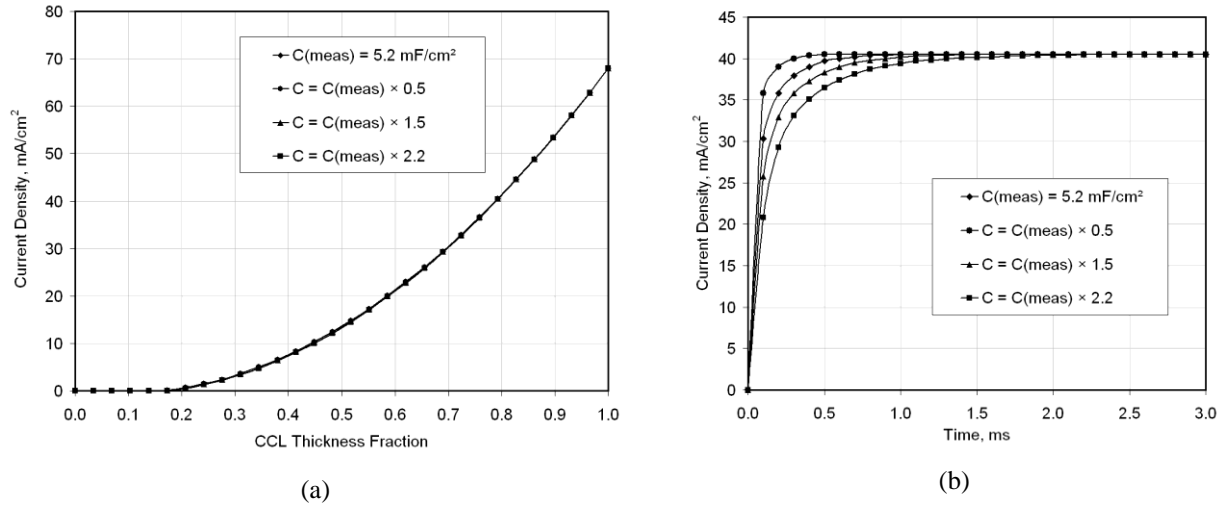 80
70
60
50
40
30
20
10
0
Current Density, mA/cm²
C(meas) = 5.2 mF/cm²
C = C(meas) × 0.5
C = C(meas) × 1.5
C = C(meas) × 2.2
0.0 0.1 0.2 0.3 0.4 0.5 0.6 0.7 0.8 0.9 1.0
CCL Thickness Fraction
(a)
45
40
35
30
25
20
15
10
5
0
Current Density, mA/cm²
C(meas) = 5.2 mF/cm²
C = C(meas) × 0.5
C = C(meas) × 1.5
C = C(meas) × 2.2
0.0 0.5 1.0 1.5 2.0 2.5 3.0
Time, ms
(b)